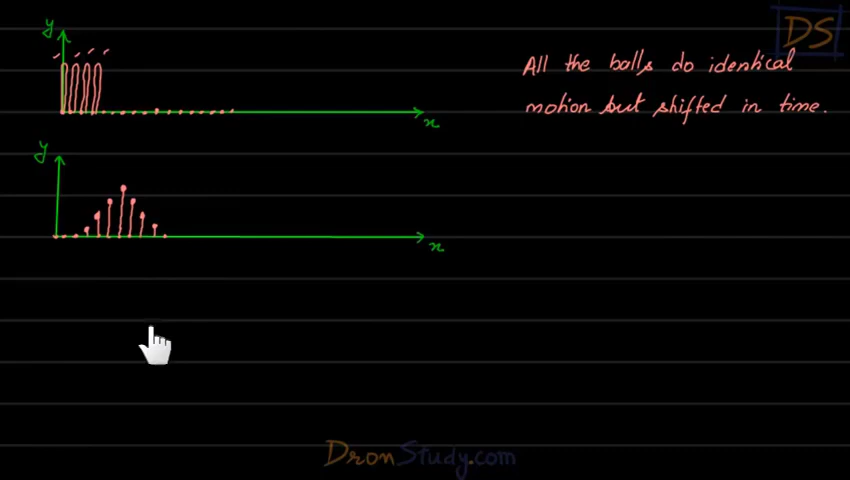 DS
y
All the balls do identical
motion but shifted in time.
x
y
x
DronStudy.com